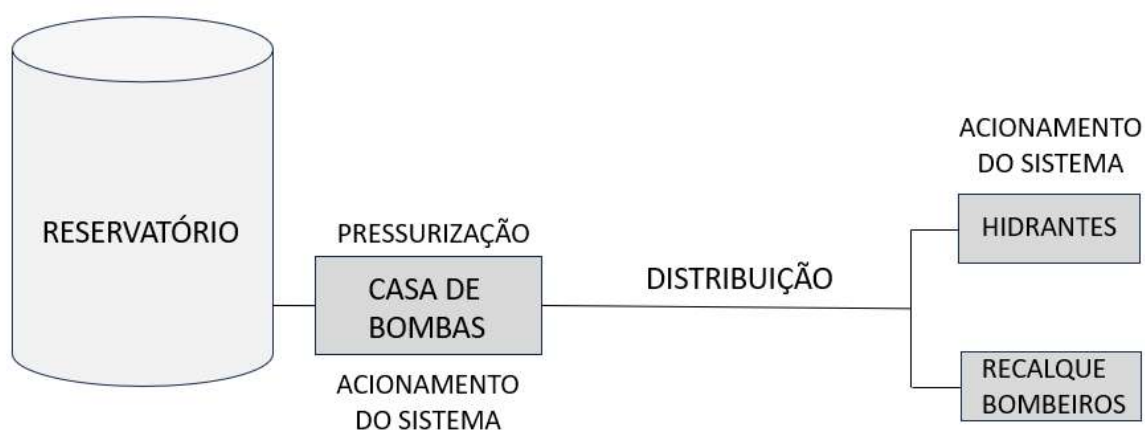 RESERVATÓRIO
PRESSURIZAÇÃO
CASA DE
BOMBAS
ACIONAMENTO
DO SISTEMA
DISTRIBUIÇÃO
ACIONAMENTO
DO SISTEMA
HIDRANTES
RECALQUE
BOMBEIROS